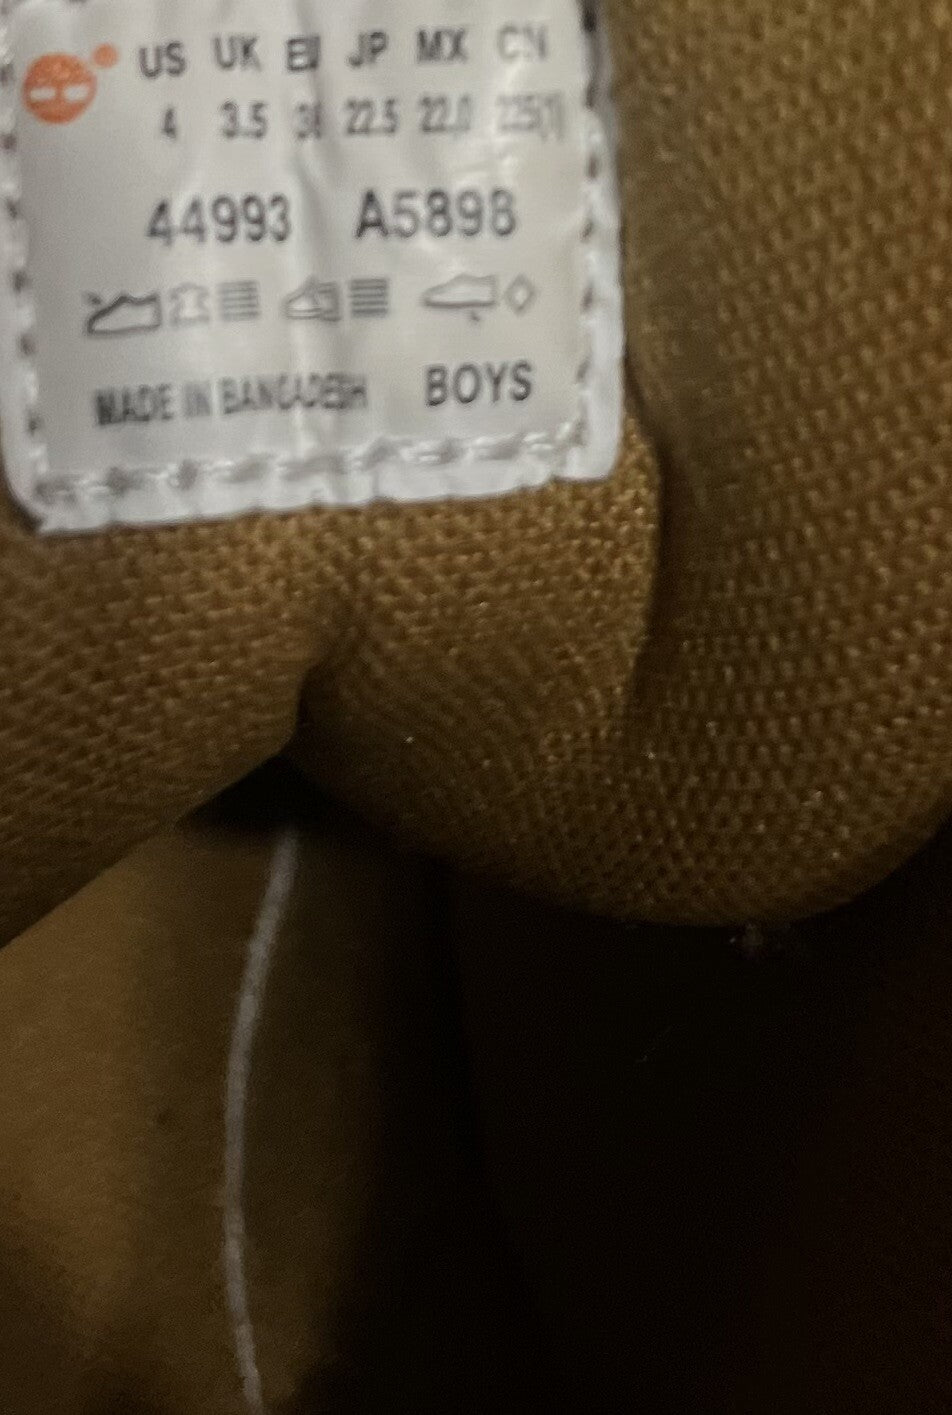 US UK EU JP MX CN
4 3.5 22.5 22.0
44993 A5898
MADE IN BANGLADESH BOYS